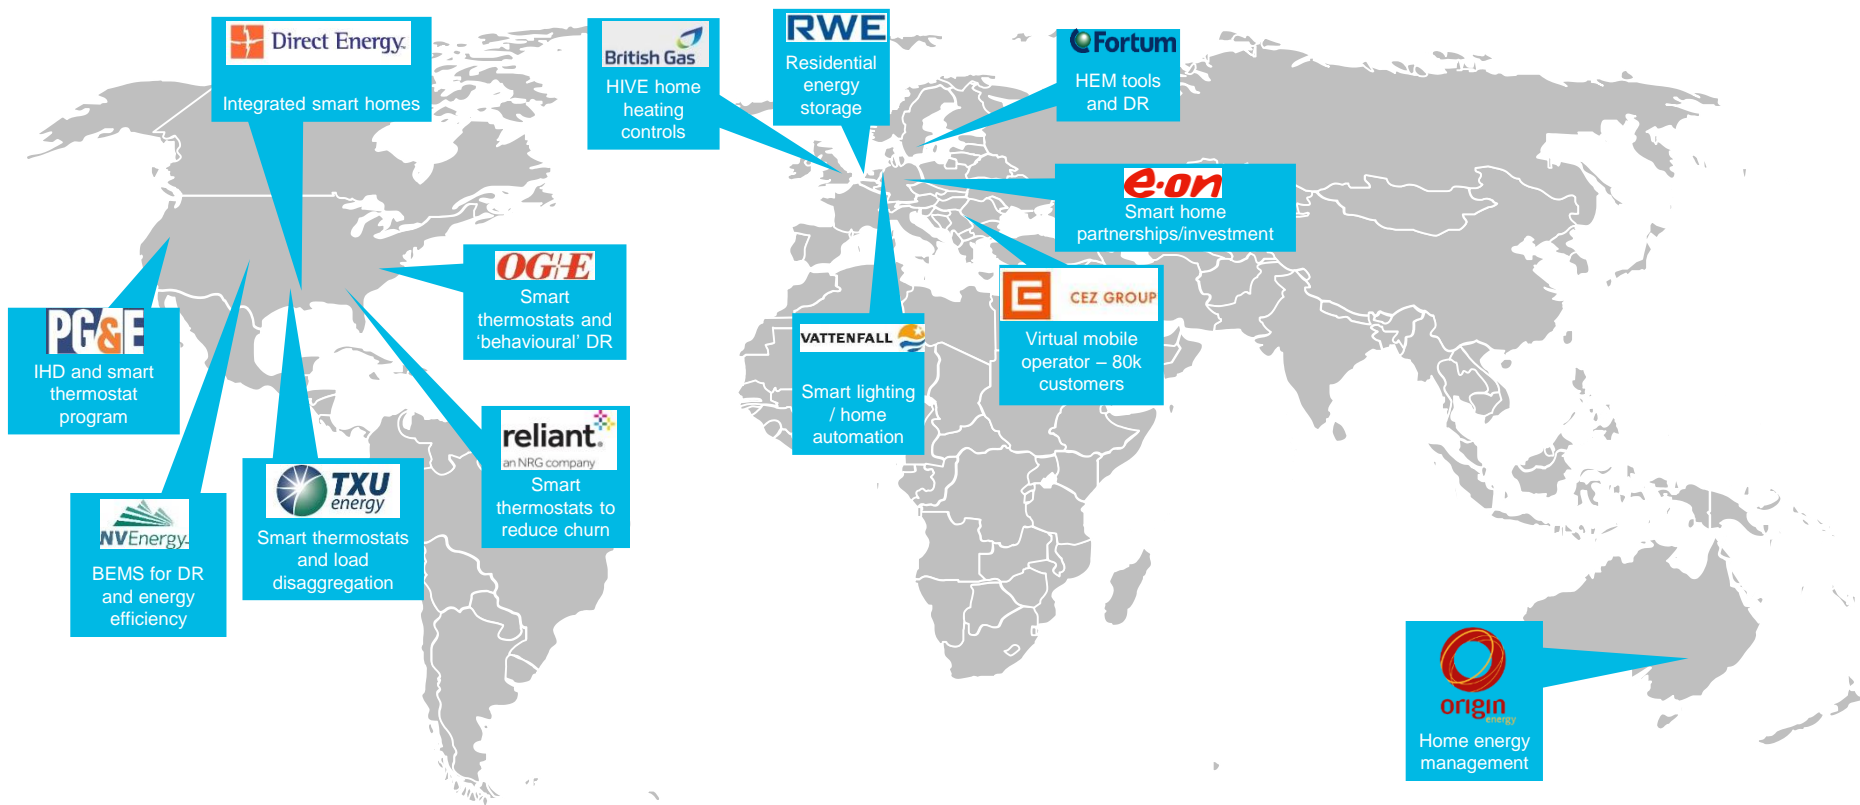 Direct Energy
Integrated smart homes
British Gas
HIVE home
heating
controls
RWE
Residential
energy
storage
Fortum
HEM tools
and DR
e·on
Smart home
partnerships/investment
OG+E
Smart
thermostats and
‘behavioural’ DR
CEZ GROUP
Virtual mobile
operator – 80k
customers
PG&E
IHD and smart
thermostat
program
VATTENFALL
Smart lighting
/ home
automation
reliant.
an NRG company
Smart
thermostats to
reduce churn
TXU
energy
Smart thermostats
and load
disaggregation
NVEnergy
BEMS for DR
and energy
efficiency
origin
energy
Home energy
management